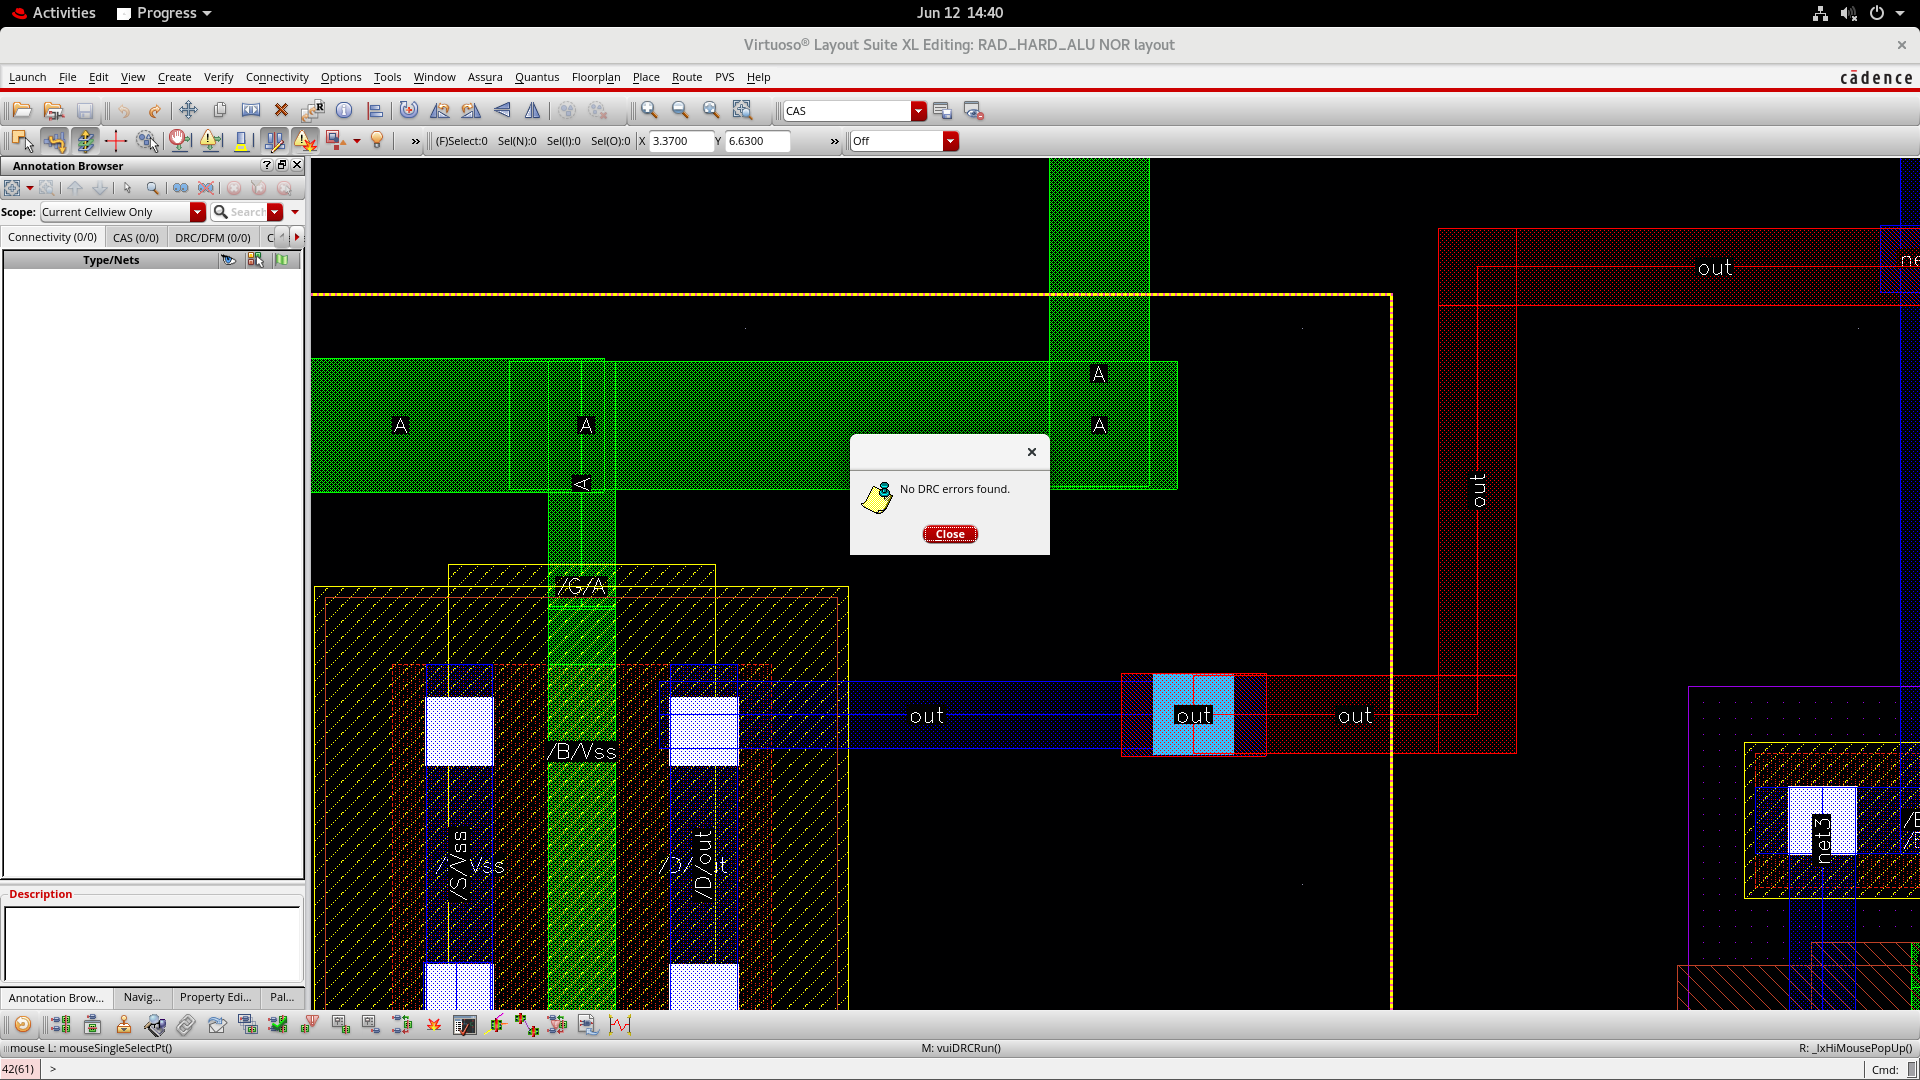 Activities Progress Jun 12 14:40
Virtuoso® Layout Suite XL Editing: RAD_HARD_ALU NOR layout
Launch File Edit View Create Verify Connectivity Options Tools Window Assura Quantus Floorplan Place Route PVS Help cādence
CAS
(F)Select:0 Sel(N):0 Sel(I):0 Sel(O):0 X 3.3700 Y 6.6300 Off
Annotation Browser
Scope: Current Cellview Only Search
Connectivity (0/0) CAS (0/0) DRC/DFM (0/0)
Type/Nets
out
A
A A A
A
out
No DRC errors found.
Close
/G/A
out out out
/B/Vss
/S/Vss
Vss
/D/out
net3
Description
Annotation Brow... Navig... Property Edi... Pal...
mouse L: mouseSingleSelectPt() M: vuiDRCRun() R: _lxHiMousePopUp()
42(61) > Cmd: